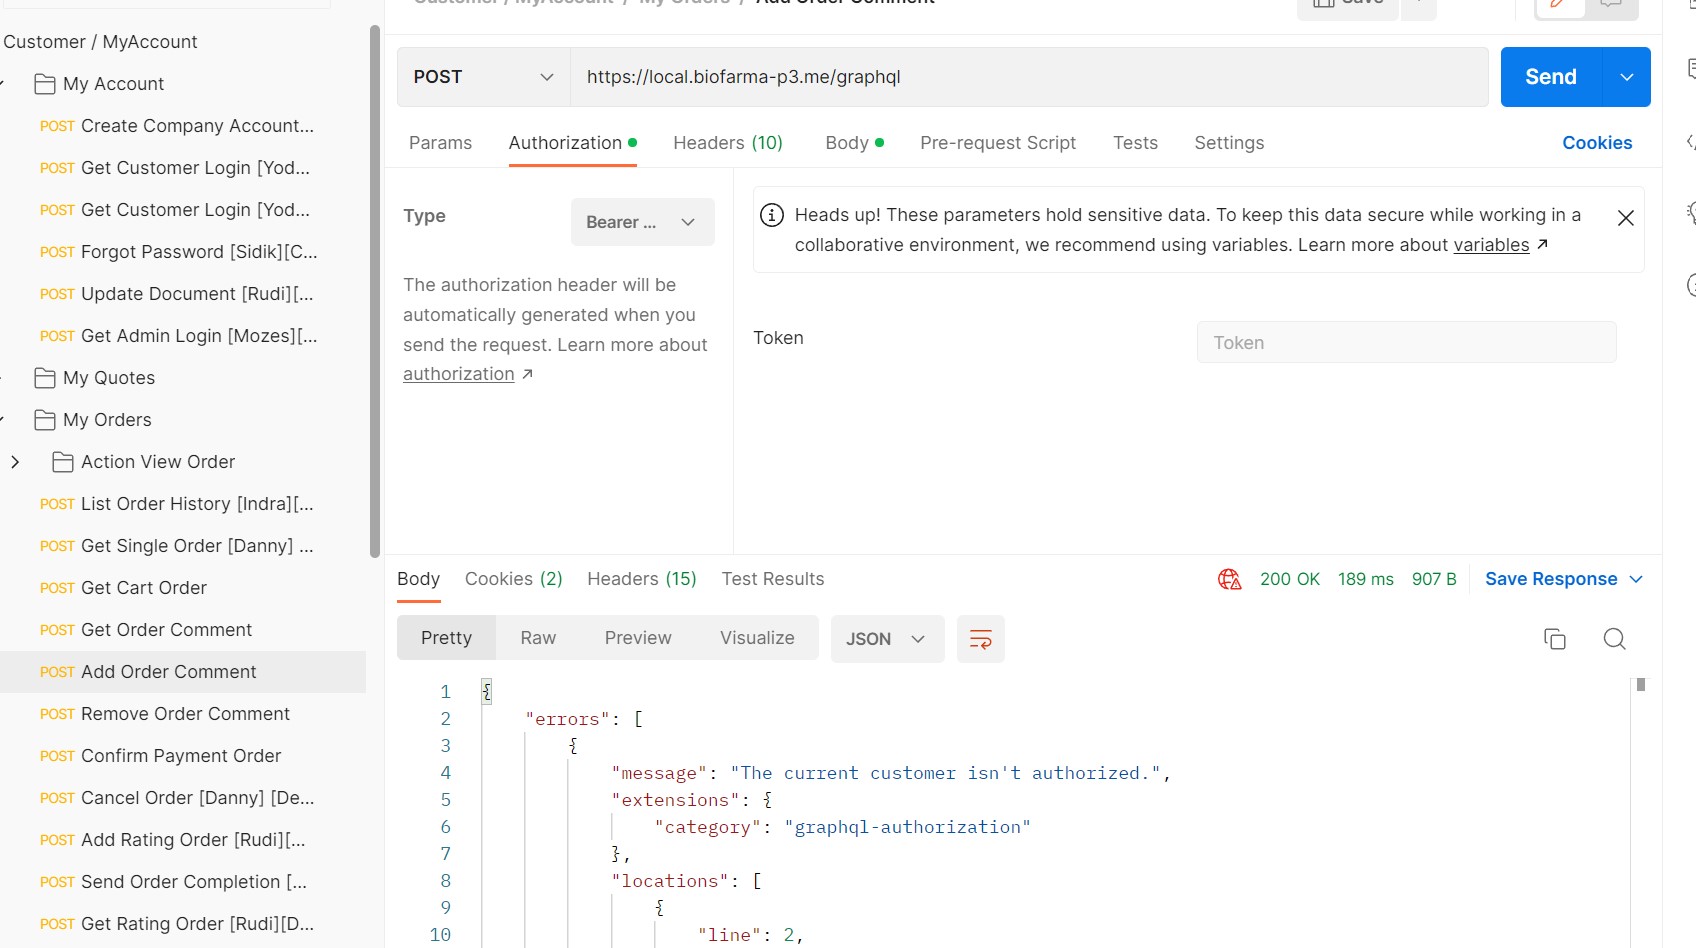 Customer / MyAccount / My Orders / Add Order Comment
Save
Customer / MyAccount
My Account
POST Create Company Account...
POST Get Customer Login [Yod...
POST Get Customer Login [Yod...
POST Forgot Password [Sidik][C...
POST Update Document [Rudi][...
POST Get Admin Login [Mozes][...
My Quotes
My Orders
Action View Order
POST List Order History [Indra][...
POST Get Single Order [Danny] ...
POST Get Cart Order
POST Get Order Comment
POST Add Order Comment
POST Remove Order Comment
POST Confirm Payment Order
POST Cancel Order [Danny] [De...
POST Add Rating Order [Rudi][...
POST Send Order Completion [...
POST Get Rating Order [Rudi][D...
POST https://local.biofarma-p3.me/graphql Send
Params Authorization Headers (10) Body Pre-request Script Tests Settings Cookies
Type Bearer ...
The authorization header will be
automatically generated when you
send the request. Learn more about
authorization ↗
Heads up! These parameters hold sensitive data. To keep this data secure while working in a
collaborative environment, we recommend using variables. Learn more about variables ↗
Token Token
Body Cookies (2) Headers (15) Test Results 200 OK 189 ms 907 B Save Response
Pretty Raw Preview Visualize JSON
1 {
2 "errors": [
3 {
4 "message": "The current customer isn't authorized.",
5 "extensions": {
6 "category": "graphql-authorization"
7 },
8 "locations": [
9 {
10 "line": 2,